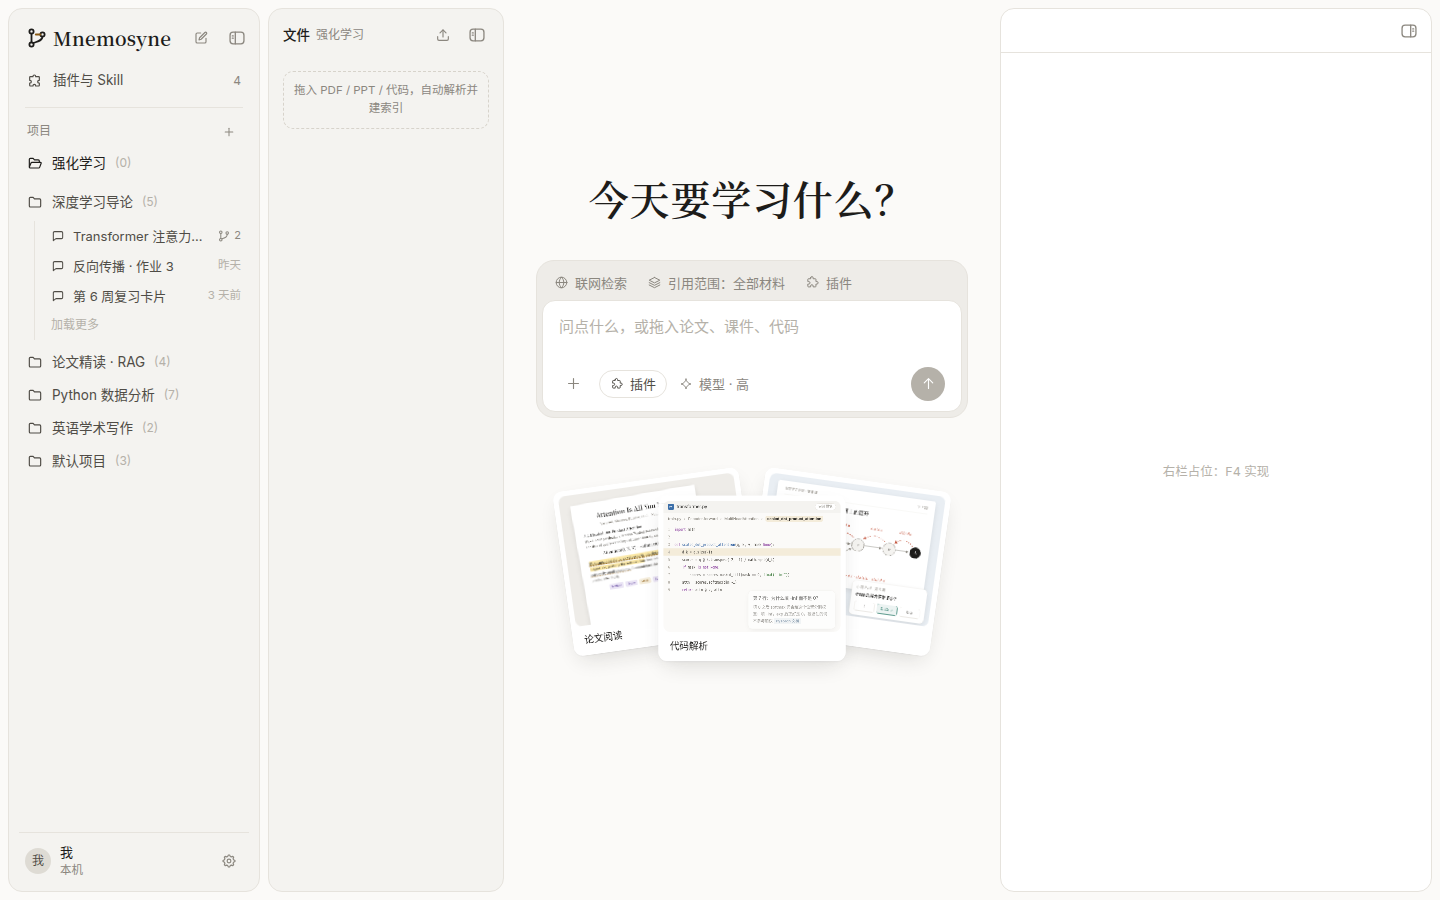 Mnemosyne
插件与 Skill
4
项目
强化学习 (0)
深度学习导论 (5)
Transformer 注意力...
2
反向传播 · 作业 3
昨天
第 6 周复习卡片
3 天前
加载更多
论文精读 · RAG (4)
Python 数据分析 (7)
英语学术写作 (2)
默认项目 (3)
我
我
本机
文件 强化学习
拖入 PDF / PPT / 代码，自动解析并
建索引
今天要学习什么?
联网检索
引用范围：全部材料
插件
问点什么，或拖入论文、课件、代码
插件
模型 · 高
Attention Is All You
transformer.py
import
论文阅读
代码解析
右栏占位：F4 实现